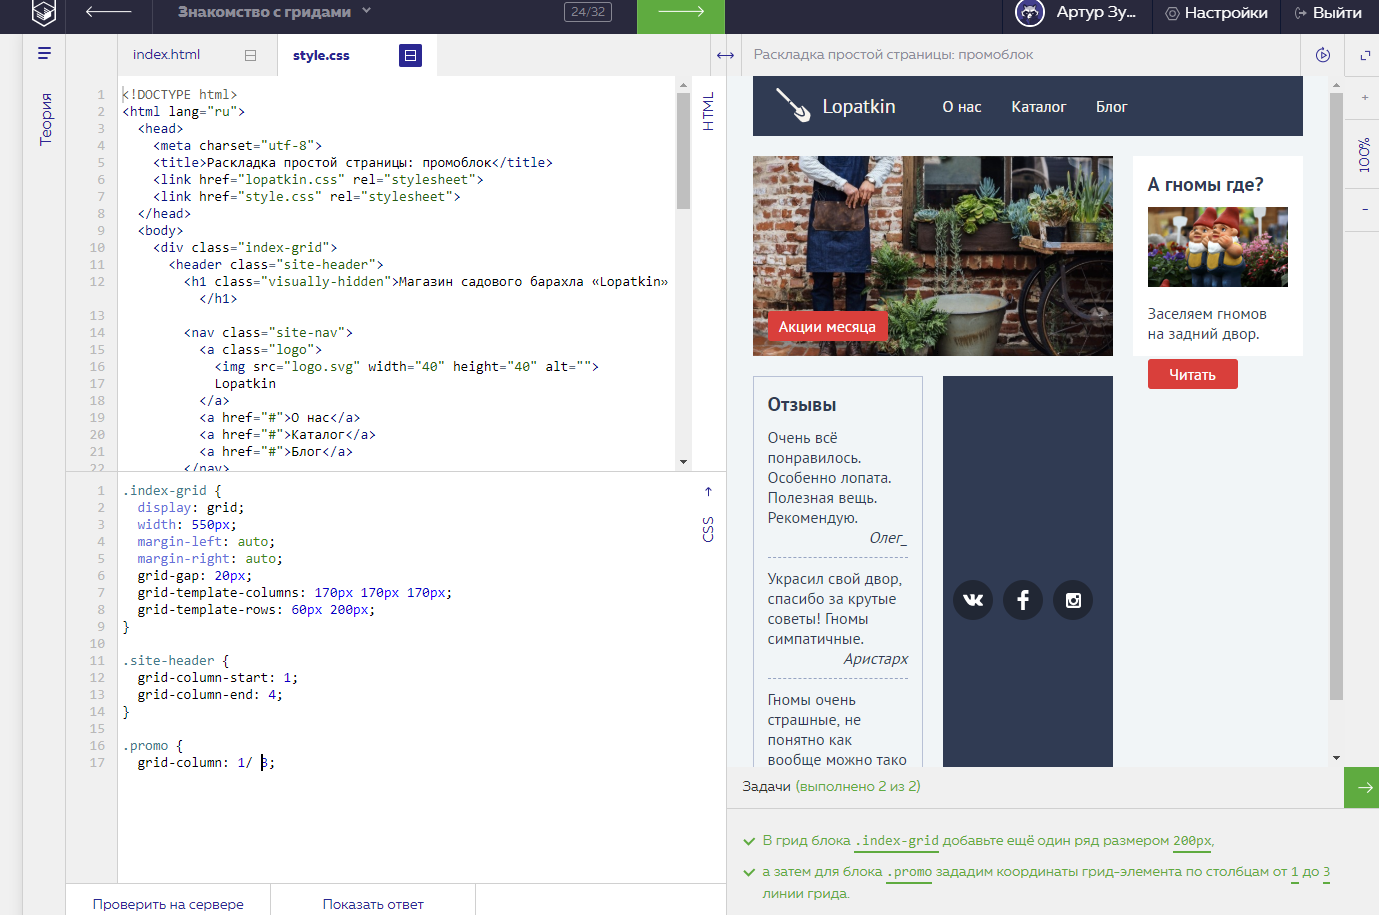 Знакомство с гридами
24/32
Артур Зу...
Настройки
Выйти
Теория
index.html
style.css
Раскладка простой страницы: промоблок
HTML
100%
1 <!DOCTYPE html>
2 <html lang="ru">
3 <head>
4 <meta charset="utf-8">
5 <title>Раскладка простой страницы: промоблок</title>
6 <link href="lopatkin.css" rel="stylesheet">
7 <link href="style.css" rel="stylesheet">
8 </head>
9 <body>
10 <div class="index-grid">
11 <header class="site-header">
12 <h1 class="visually-hidden">Магазин садового барахла «Lopatkin»
</h1>
13
14 <nav class="site-nav">
15 <a class="logo">
16 <img src="logo.svg" width="40" height="40" alt="">
17 Lopatkin
18 </a>
19 <a href="#">О нас</a>
20 <a href="#">Каталог</a>
21 <a href="#">Блог</a>
22 </nav>
CSS
1 .index-grid {
2 display: grid;
3 width: 550px;
4 margin-left: auto;
5 margin-right: auto;
6 grid-gap: 20px;
7 grid-template-columns: 170px 170px 170px;
8 grid-template-rows: 60px 200px;
9 }
10
11 .site-header {
12 grid-column-start: 1;
13 grid-column-end: 4;
14 }
15
16 .promo {
17 grid-column: 1/ 3;
Проверить на сервере
Показать ответ
Lopatkin
О нас
Каталог
Блог
Акции месяца
А гномы где?
Заселяем гномов
на задний двор.
Читать
Отзывы
Очень всё
понравилось.
Особенно лопата.
Полезная вещь.
Рекомендую.
Олег_
Украсил свой двор,
спасибо за крутые
советы! Гномы
симпатичные.
Аристарх
Гномы очень
страшные, не
понятно как
вообще можно тако
Задачи (выполнено 2 из 2)
В грид блока .index-grid добавьте ещё один ряд размером 200px,
а затем для блока .promo зададим координаты грид-элемента по столбцам от 1 до 3
линии грида.